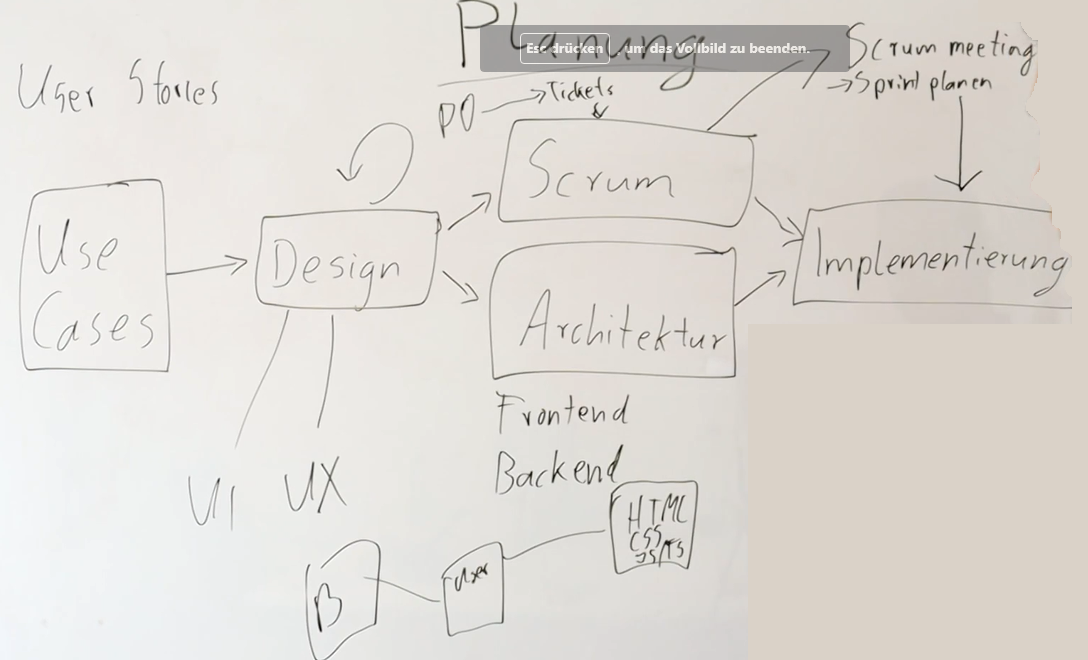 Planung
Esc drücken, um das Vollbild zu beenden.
User Stories
PO → Tickets
Scrum meeting
→ Sprint planen
Use
Cases
Design
Scrum
Architektur
Implementierung
UI
UX
Frontend
Backend
B
User
HTML
CSS
JS/TS